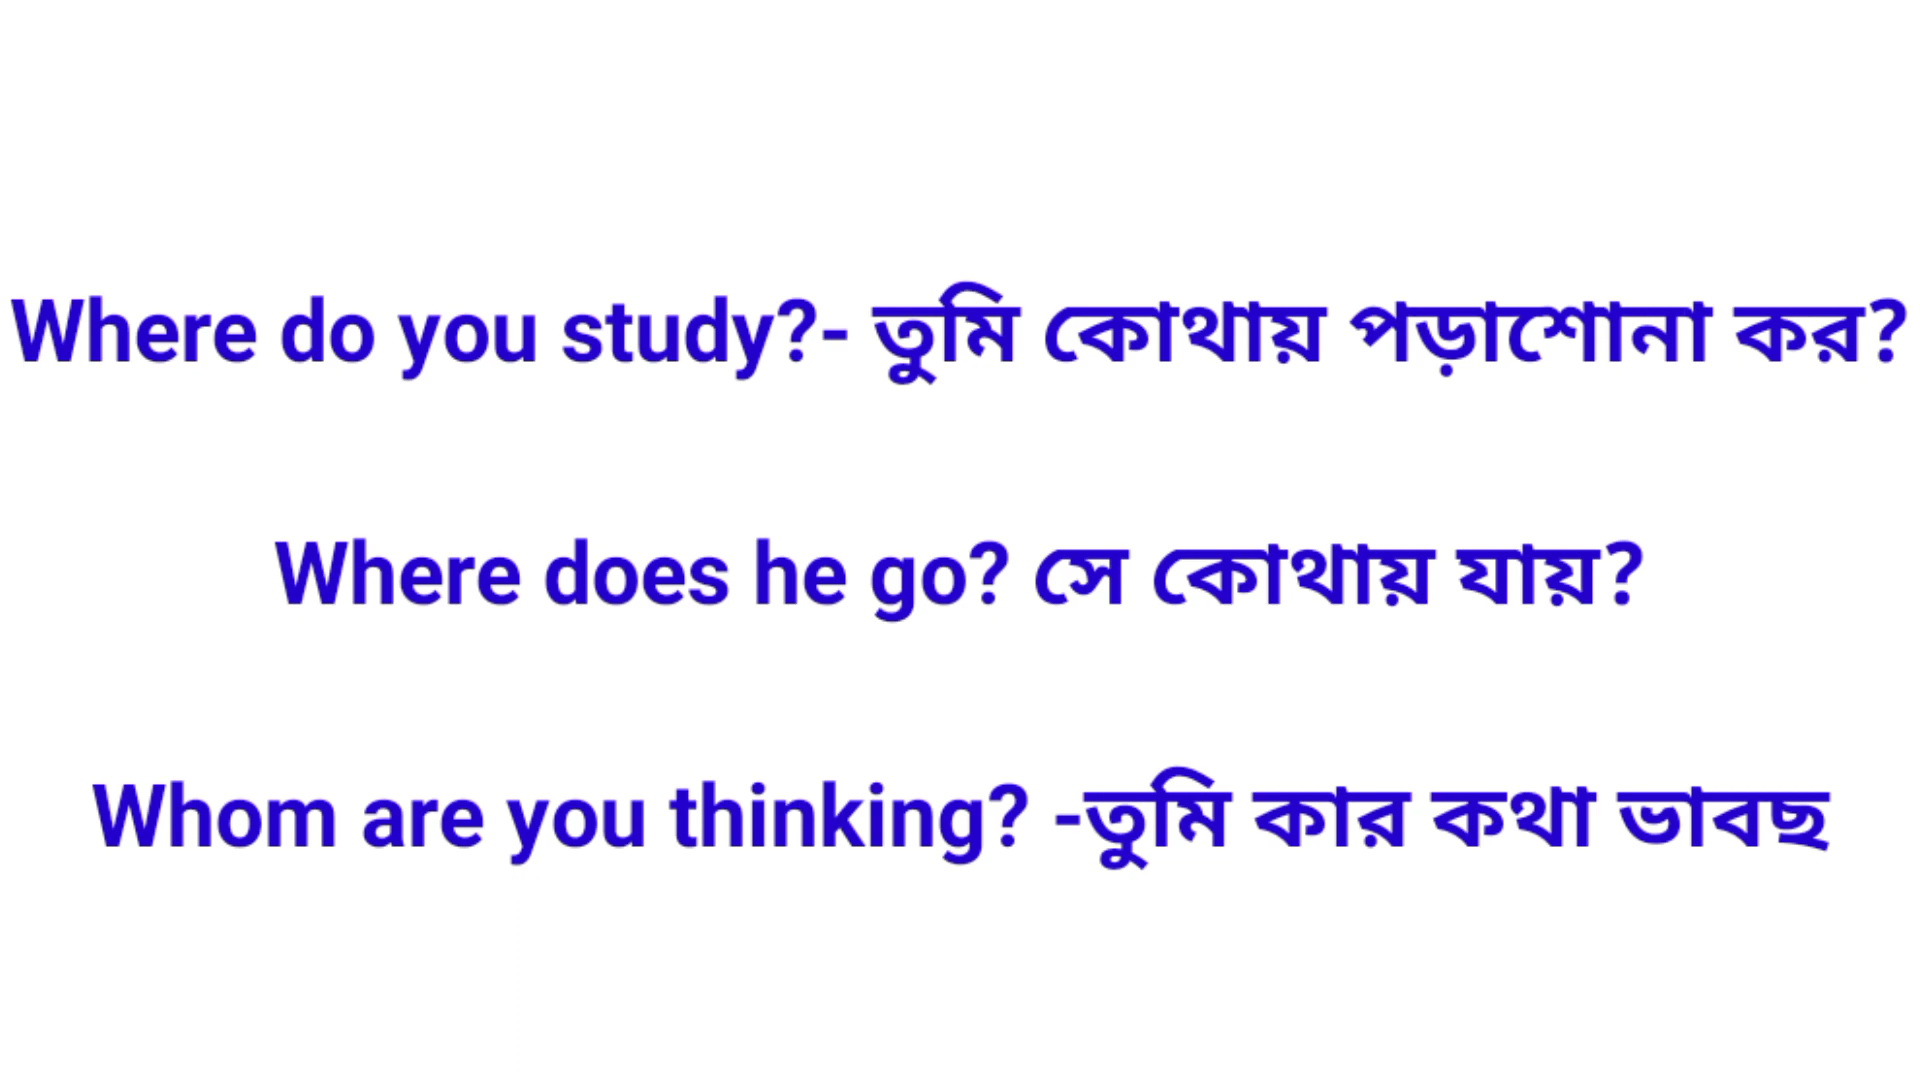 Where do you study?- তুমি কোথায় পড়াশোনা কর?
Where does he go? সে কোথায় যায়?
Whom are you thinking? -তুমি কার কথা ভাবছ